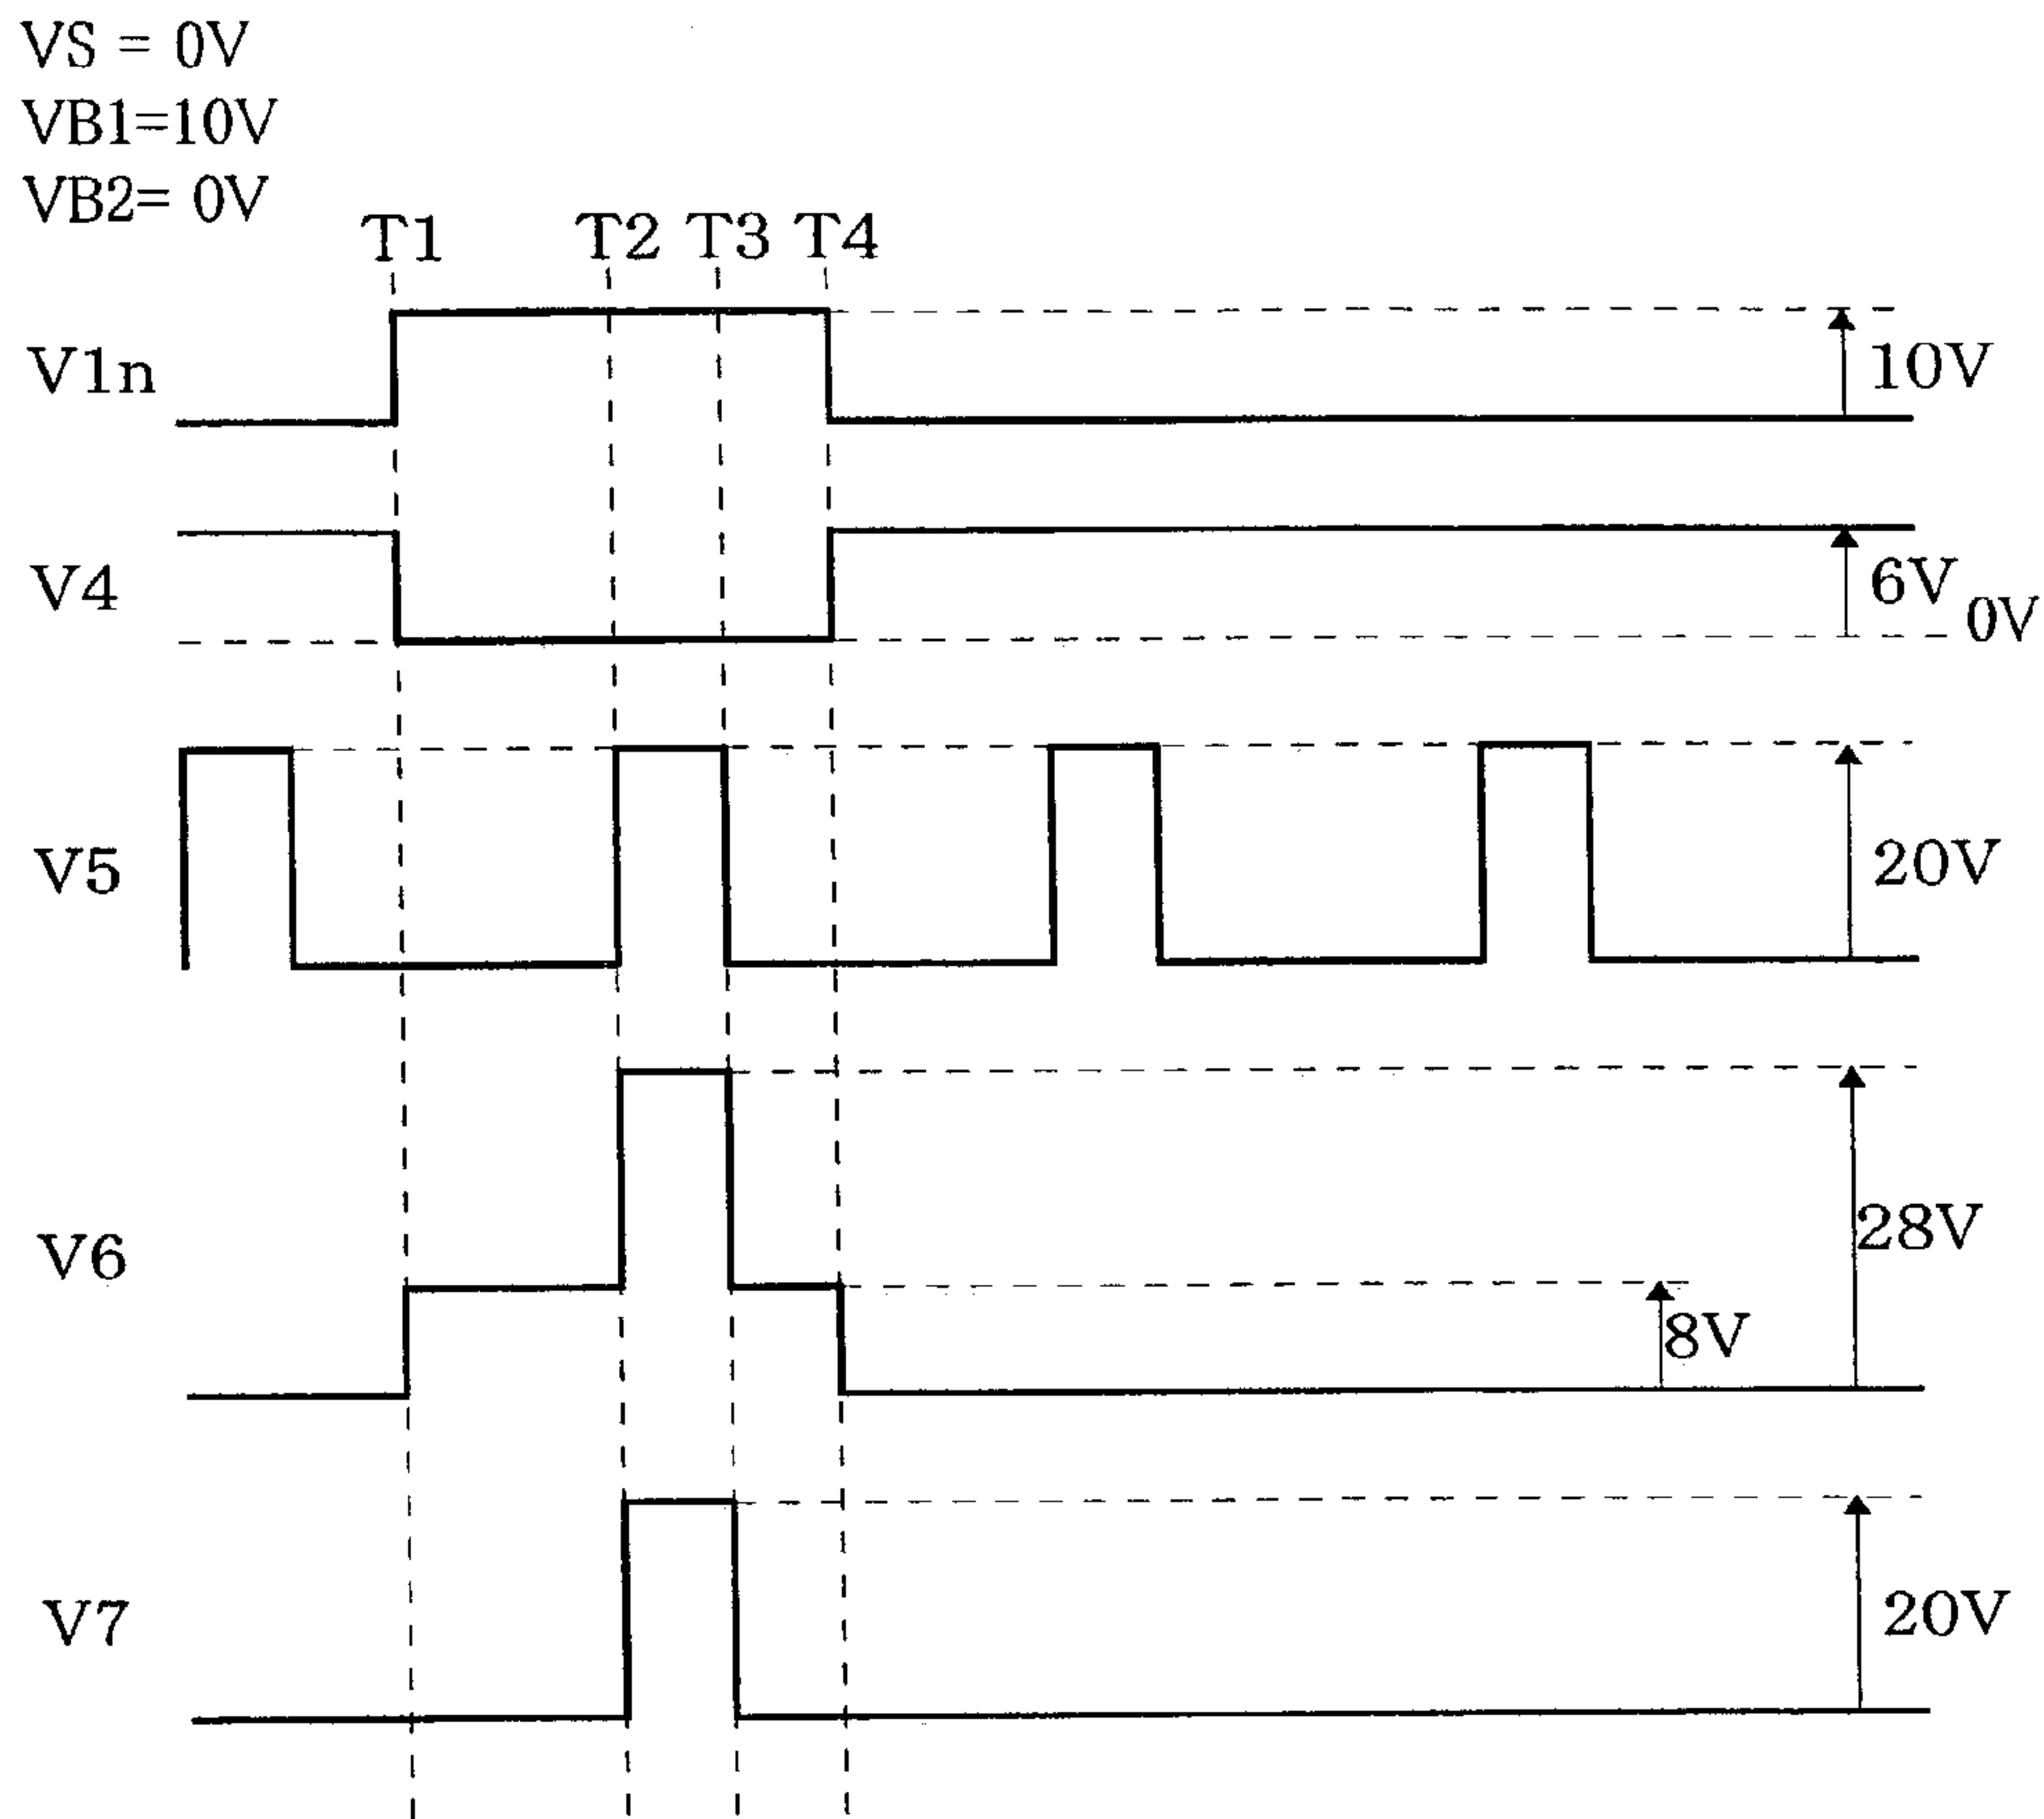 VS = 0V
VB1=10V
VB2= 0V
T1 T2 T3 T4
V1n 10V
V4 6V 0V
V5 20V
V6 28V
8V
V7 20V